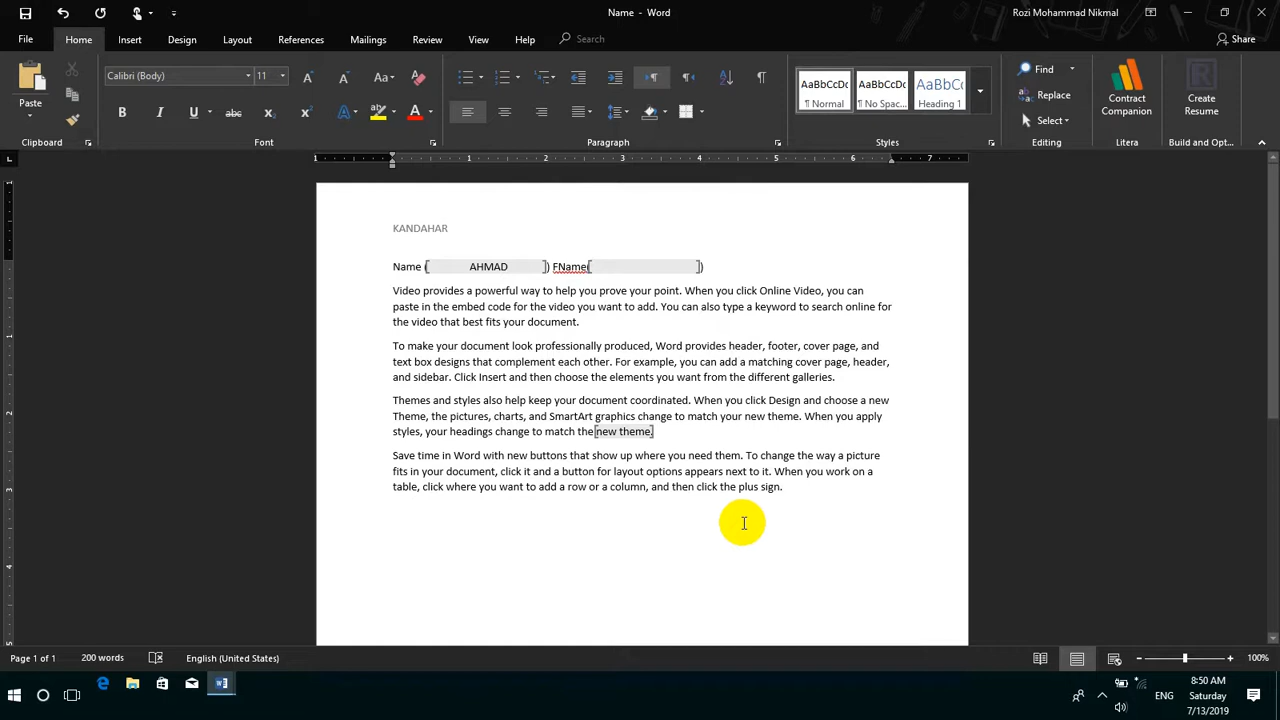 Name - Word
Rozi Mohammad Nikmal
File Home Insert Design Layout References Mailings Review View Help Search Share
Calibri (Body) 11
Paste
Clipboard
Font
Paragraph
AaBbCcDc AaBbCcDc AaBbC
¶ Normal ¶ No Spac... Heading 1
Styles
Find
Replace
Select
Editing
Contract
Companion
Litera
Create
Resume
Build and Opt...
1 1 2 3 4 5 6 7
KANDAHAR
Name ([ AHMAD ]) FName([ ])
Video provides a powerful way to help you prove your point. When you click Online Video, you can
paste in the embed code for the video you want to add. You can also type a keyword to search online for
the video that best fits your document.
To make your document look professionally produced, Word provides header, footer, cover page, and
text box designs that complement each other. For example, you can add a matching cover page, header,
and sidebar. Click Insert and then choose the elements you want from the different galleries.
Themes and styles also help keep your document coordinated. When you click Design and choose a new
Theme, the pictures, charts, and SmartArt graphics change to match your new theme. When you apply
styles, your headings change to match the [new theme.]
Save time in Word with new buttons that show up where you need them. To change the way a picture
fits in your document, click it and a button for layout options appears next to it. When you work on a
table, click where you want to add a row or a column, and then click the plus sign.
Page 1 of 1 200 words English (United States) 100%
ENG
8:50 AM
Saturday
7/13/2019